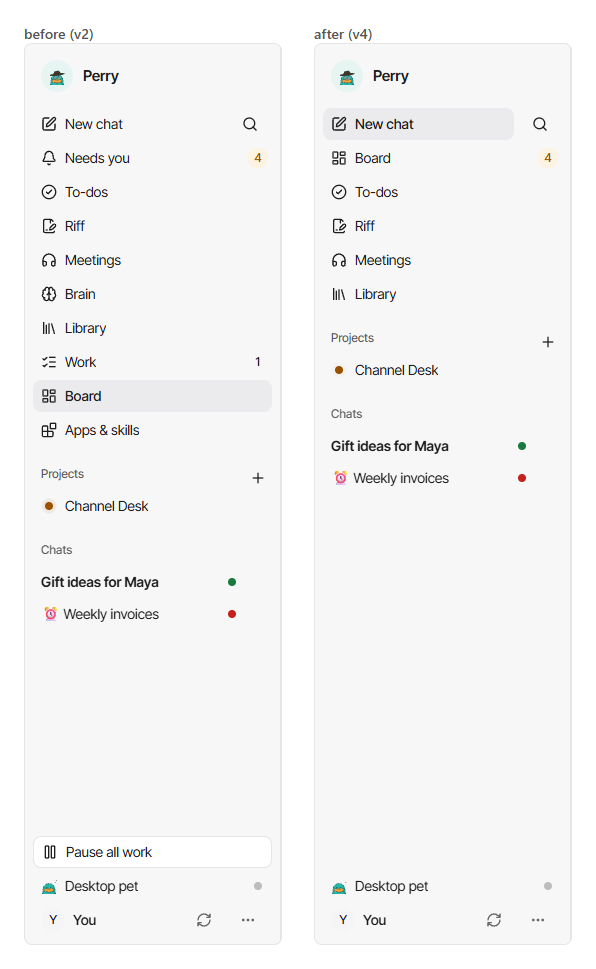 before (v2)
Perry
New chat
Needs you 4
To-dos
Riff
Meetings
Brain
Library
Work 1
Board
Apps & skills
Projects
Channel Desk
Chats
Gift ideas for Maya
Weekly invoices
Pause all work
Desktop pet
Y You
after (v4)
Perry
New chat
Board 4
To-dos
Riff
Meetings
Library
Projects
Channel Desk
Chats
Gift ideas for Maya
Weekly invoices
Desktop pet
Y You